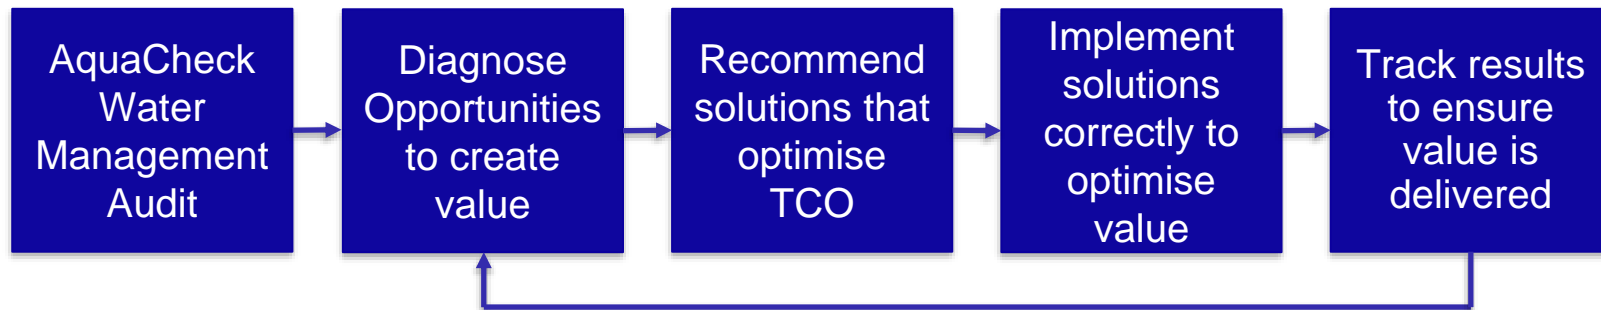 AquaCheck
Water
Management
Audit
Diagnose
Opportunities
to create
value
Recommend
solutions that
optimise
TCO
Implement
solutions
correctly to
optimise
value
Track results
to ensure
value is
delivered